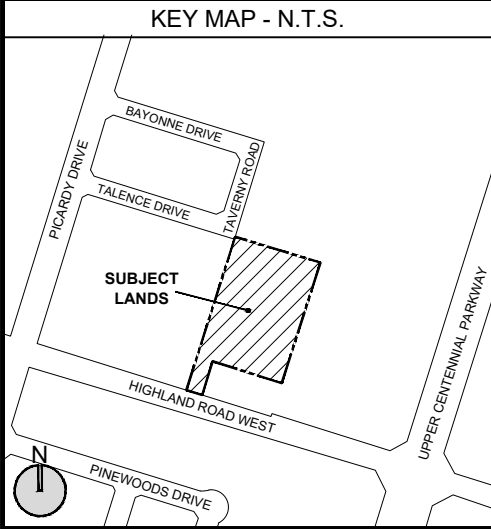 KEY MAP - N.T.S.
BAYONNE DRIVE
TAVERNY ROAD
PICARDY DRIVE
TALENCE DRIVE
SUBJECT
LANDS
UPPER CENTENNIAL PARKWAY
HIGHLAND ROAD WEST
N
PINEWOODS DRIVE